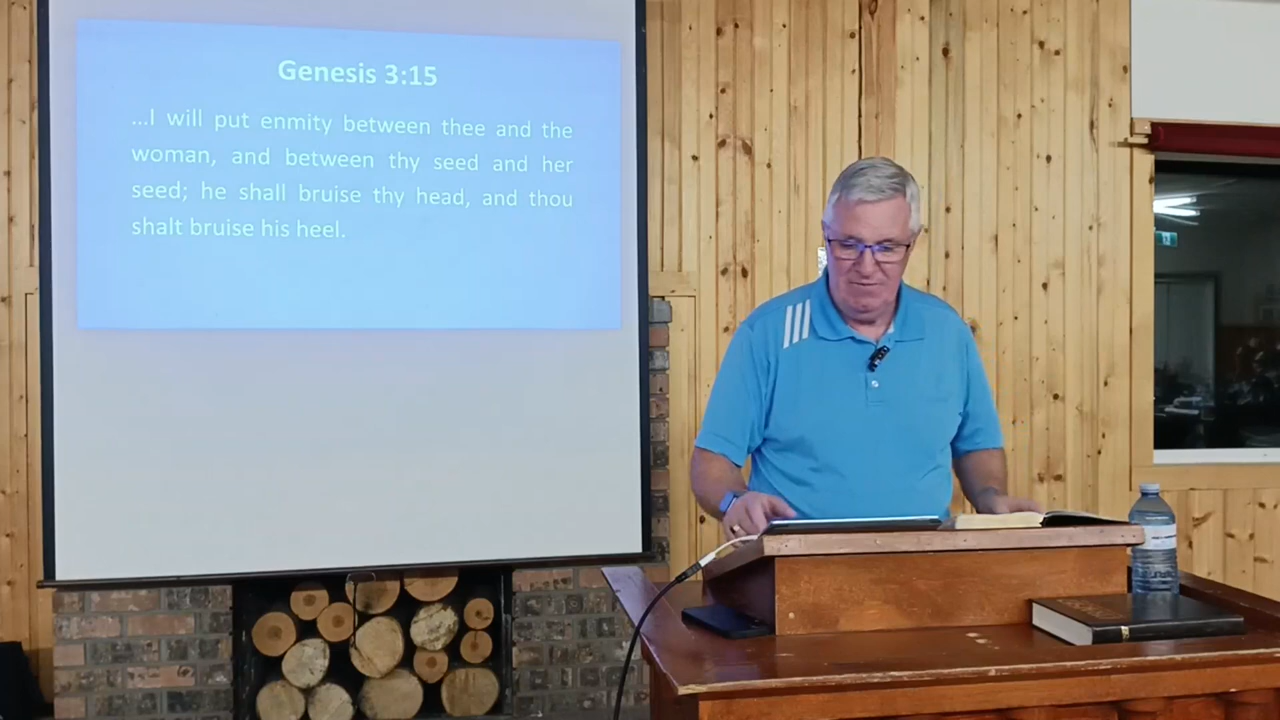 Genesis 3:15
...I will put enmity between thee and the
woman, and between thy seed and her
seed; he shall bruise thy head, and thou
shalt bruise his heel.